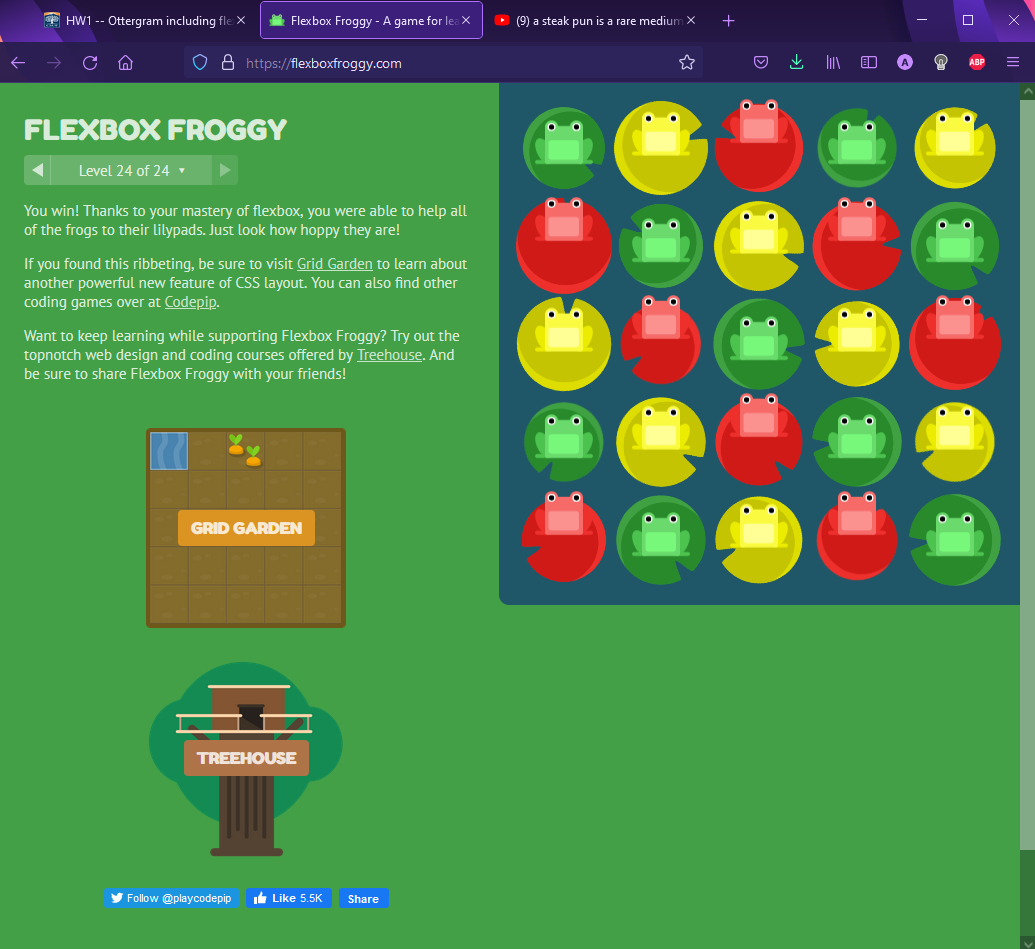 HW1 -- Ottergram including fle
Flexbox Froggy - A game for lea
(9) a steak pun is a rare medium
https://flexboxfroggy.com
A
ABP
FLEXBOX FROGGY
Level 24 of 24
You win! Thanks to your mastery of flexbox, you were able to help all
of the frogs to their lilypads. Just look how hoppy they are!
If you found this ribbeting, be sure to visit Grid Garden to learn about
another powerful new feature of CSS layout. You can also find other
coding games over at Codepip.
Want to keep learning while supporting Flexbox Froggy? Try out the
topnotch web design and coding courses offered by Treehouse. And
be sure to share Flexbox Froggy with your friends!
GRID GARDEN
TREEHOUSE
Follow @playcodepip
Like 5.5K
Share